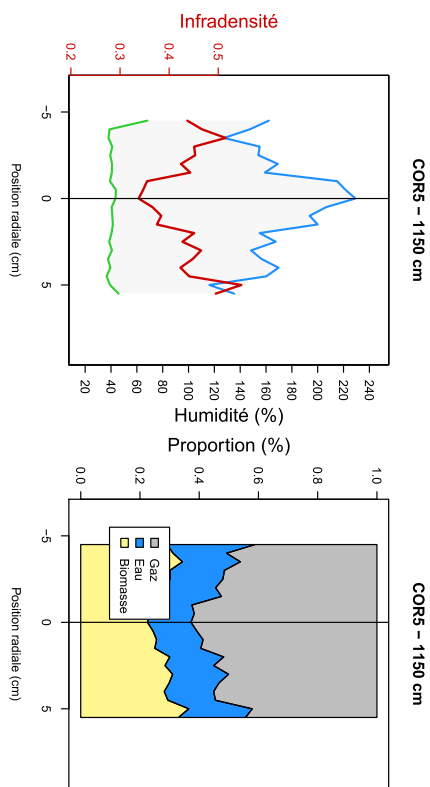 Infradensité
0.2 0.3 0.4 0.5
COR5 − 1150 cm
−5 0 5
Position radiale (cm)
20 40 60 80 100 120 140 160 180 200 220 240
Humidité (%)
Proportion (%)
0.0 0.2 0.4 0.6 0.8 1.0
COR5 − 1150 cm
Gaz
Eau
Biomasse
−5 0 5
Position radiale (cm)